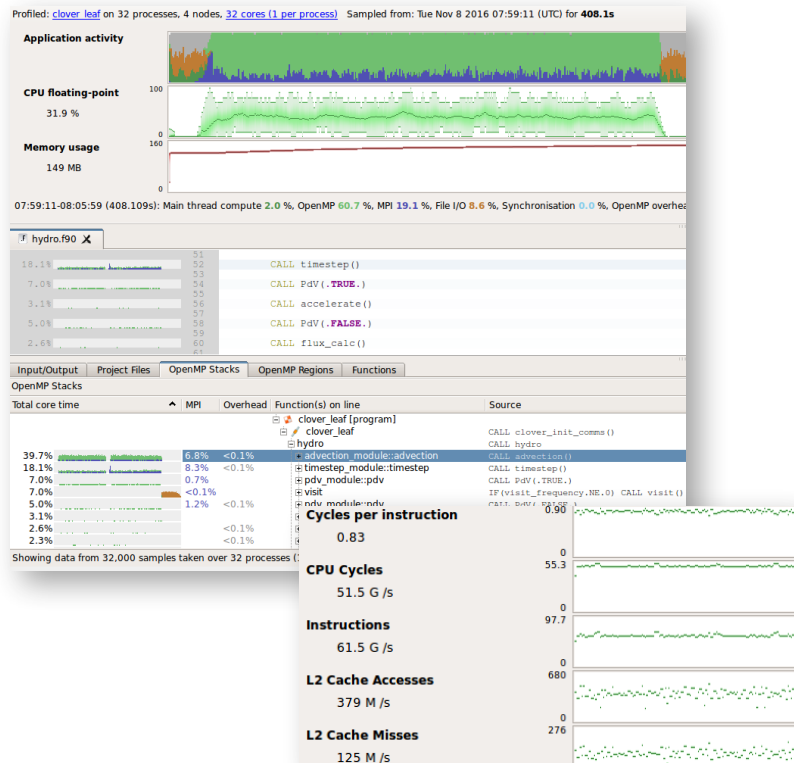 Profiled: clover_leaf on 32 processes, 4 nodes, 32 cores (1 per process) Sampled from: Tue Nov 8 2016 07:59:11 (UTC) for 408.1s
Application activity
CPU floating-point
31.9 %
100
0
Memory usage
149 MB
160
0
07:59:11-08:05:59 (408.109s): Main thread compute 2.0 %, OpenMP 60.7 %, MPI 19.1 %, File I/O 8.6 %, Synchronisation 0.0 %, OpenMP overhea
hydro.f90 X
51
18.1% 52 CALL timestep()
53
7.0% 54 CALL PdV(.TRUE.)
55
3.1% 56 CALL accelerate()
57
5.0% 58 CALL PdV(.FALSE.)
59
2.6% 60 CALL flux_calc()
61
Input/Output Project Files OpenMP Stacks OpenMP Regions Functions
OpenMP Stacks
Total core time MPI Overhead Function(s) on line Source
clover_leaf [program]
clover_leaf CALL clover_init_comms()
hydro CALL hydro
39.7% 6.8% <0.1% advection_module::advection CALL advection()
18.1% 8.3% <0.1% timestep_module::timestep CALL timestep()
7.0% 0.7% pdv_module::pdv CALL PdV(.TRUE.)
7.0% <0.1% visit IF(visit_frequency.NE.0) CALL visit()
5.0% 1.2% <0.1% pdv_module::pdv CALL PdV(.FALSE.)
3.1%
2.6% <0.1%
2.3% <0.1%
Showing data from 32,000 samples taken over 32 processes (
Cycles per instruction
0.83
0.90
0
CPU Cycles
51.5 G /s
55.3
0
Instructions
61.5 G /s
97.7
0
L2 Cache Accesses
379 M /s
680
0
L2 Cache Misses
125 M /s
276